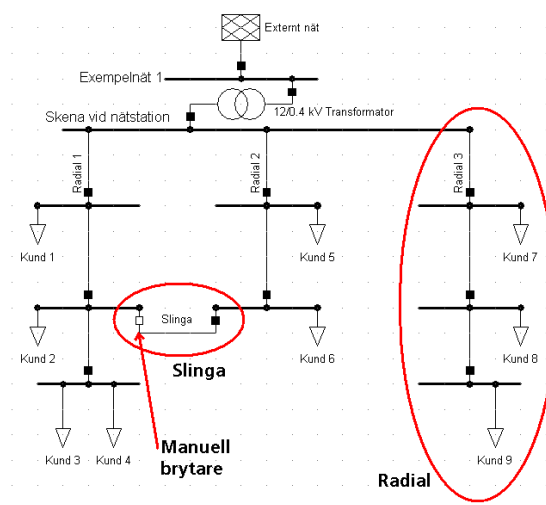 Externt nät
Exempelnät 1
12/0.4 kV Transformator
Skena vid nätstation
Radial 1
Radial 2
Radial 3
Kund 1
Kund 5
Kund 7
Slinga
Kund 2
Kund 6
Kund 8
Slinga
Manuell
brytare
Kund 3
Kund 4
Kund 9
Radial